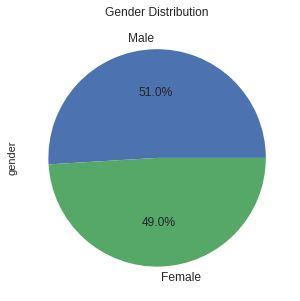 Gender Distribution
Male
51.0%
gender
49.0%
Female